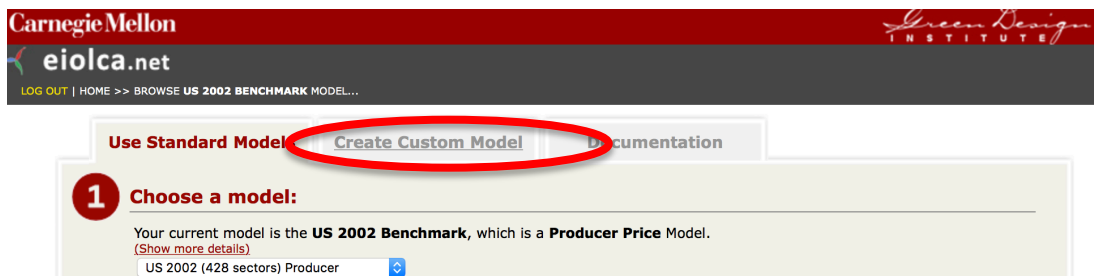 Carnegie Mellon
Green Design
INSTITUTE
eiolca.net
LOG OUT | HOME >> BROWSE US 2002 BENCHMARK MODEL...
Use Standard Model Create Custom Model Documentation
1 Choose a model:
Your current model is the US 2002 Benchmark, which is a Producer Price Model.
(Show more details)
US 2002 (428 sectors) Producer